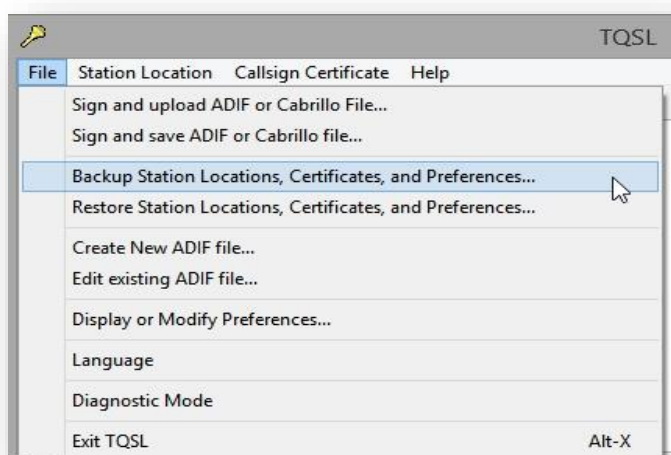 TQSL
File Station Location Callsign Certificate Help
Sign and upload ADIF or Cabrillo File...
Sign and save ADIF or Cabrillo file...
Backup Station Locations, Certificates, and Preferences...
Restore Station Locations, Certificates, and Preferences...
Create New ADIF file...
Edit existing ADIF file...
Display or Modify Preferences...
Language
Diagnostic Mode
Exit TQSL Alt-X